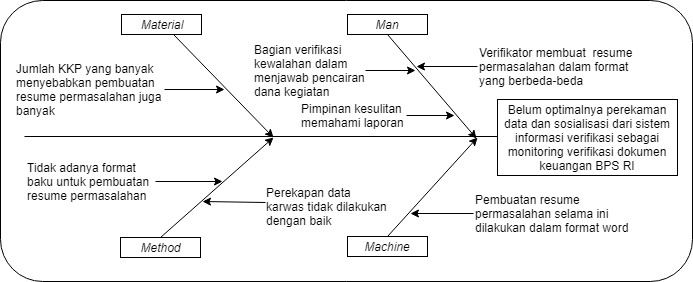 Material
Man
Jumlah KKP yang banyak
menyebabkan pembuatan
resume permasalahan juga
banyak
Bagian verifikasi
kewalahan dalam
menjawab pencairan
dana kegiatan
Pimpinan kesulitan
memahami laporan
Verifikator membuat resume
permasalahan dalam format
yang berbeda-beda
Belum optimalnya perekaman
data dan sosialisasi dari sistem
informasi verifikasi sebagai
monitoring verifikasi dokumen
keuangan BPS RI
Tidak adanya format
baku untuk pembuatan
resume permasalahan
Perekapan data
karwas tidak dilakukan
dengan baik
Pembuatan resume
permasalahan selama ini
dilakukan dalam format word
Method
Machine